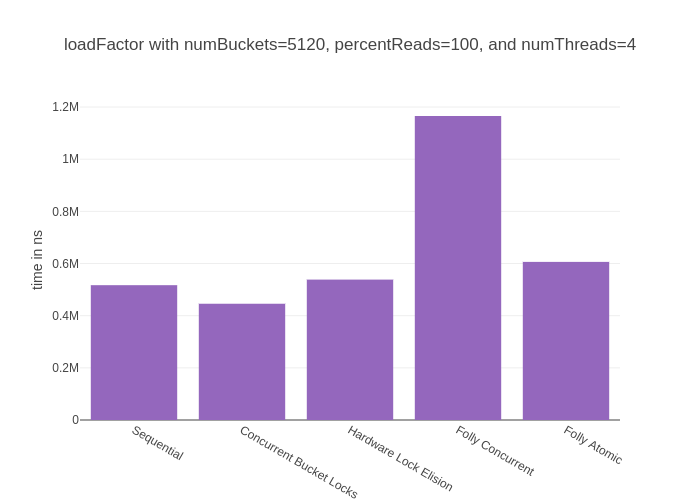 loadFactor with numBuckets=5120, percentReads=100, and numThreads=4
1.2M
1M
0.8M
0.6M
0.4M
0.2M
0
time in ns
Sequential
Concurrent Bucket Locks
Hardware Lock Elision
Folly Concurrent
Folly Atomic